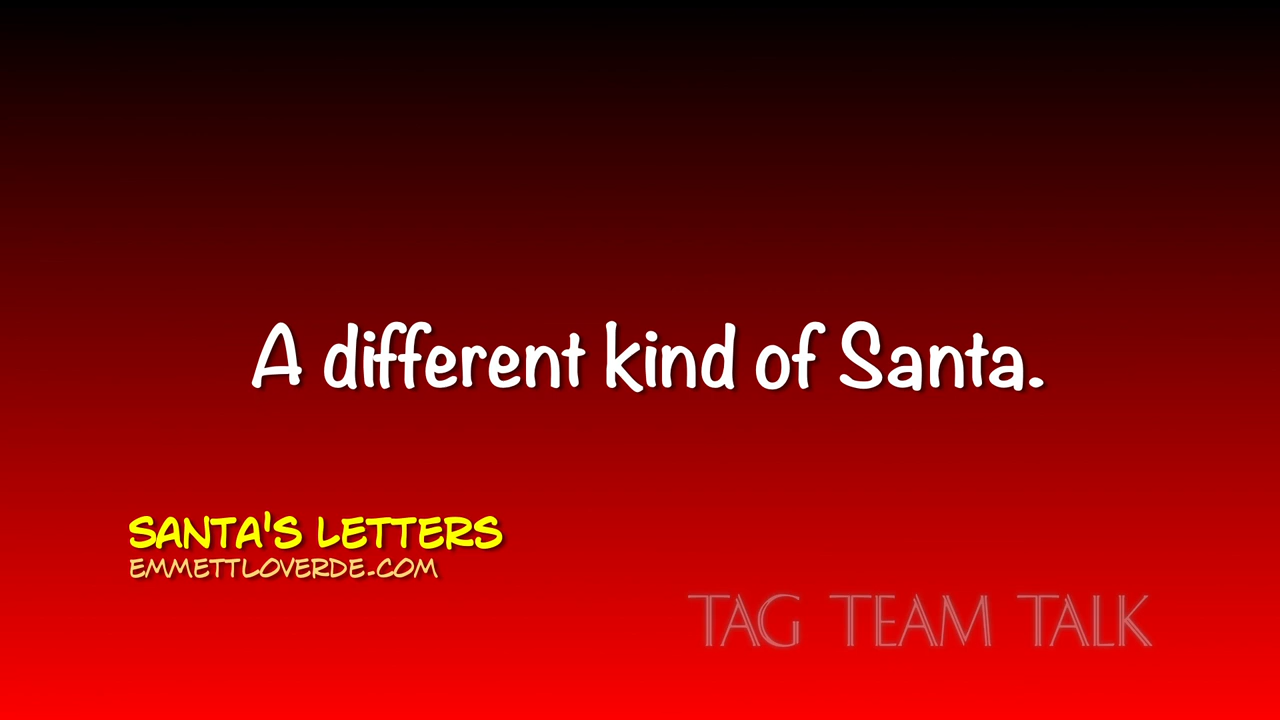 A different kind of Santa.
SANTA'S LETTERS
EMMETTLOVERDE.COM
TAG TEAM TALK